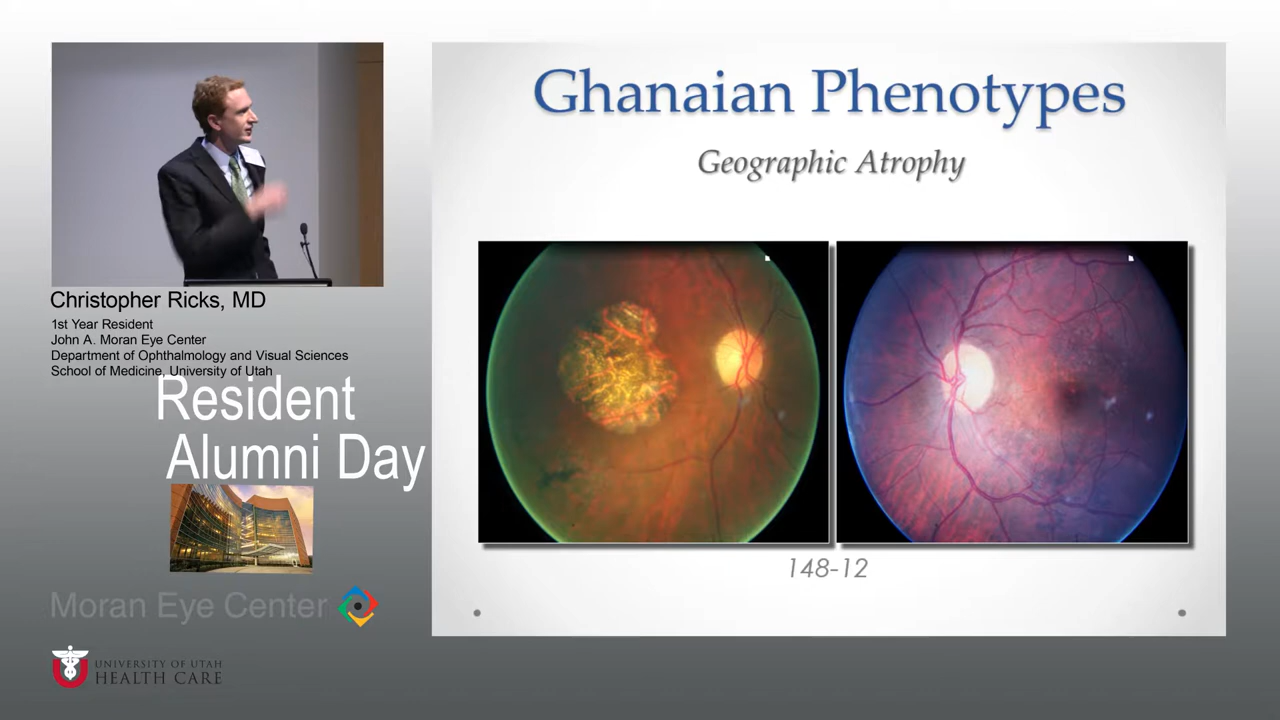 Ghanaian Phenotypes
Geographic Atrophy
148-12
Christopher Ricks, MD
1st Year Resident
John A. Moran Eye Center
Department of Ophthalmology and Visual Sciences
School of Medicine, University of Utah
Resident
Alumni Day
Moran Eye Center
UNIVERSITY OF UTAH
HEALTH CARE